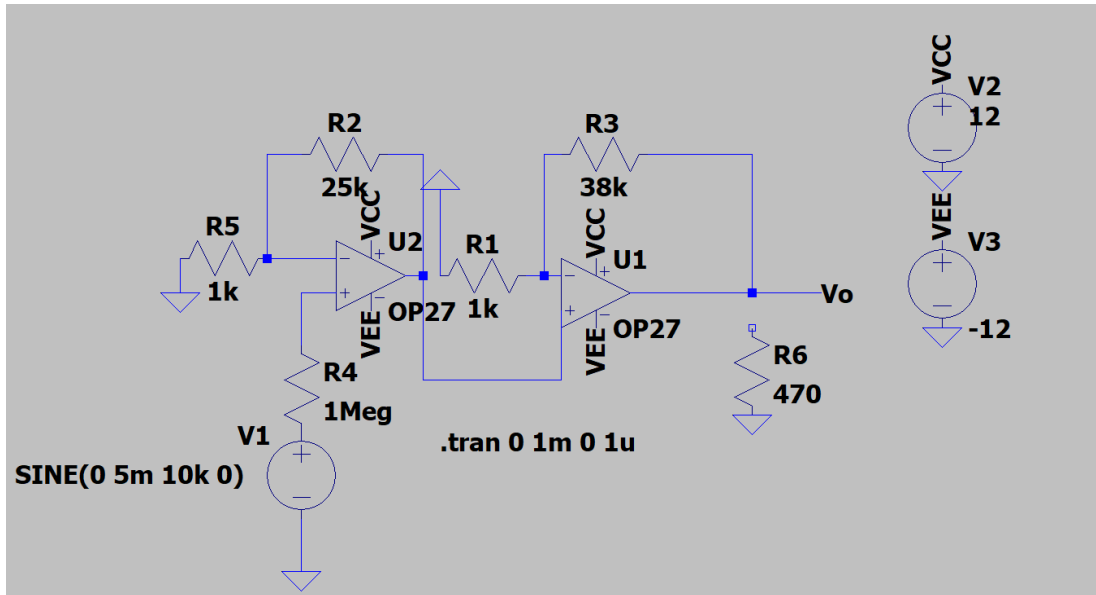 VCC
V2
12
R2
25k
R3
38k
VCC
VEE
R5
1k
U2
R1
1k
VCC
U1
V3
-12
VEE
OP27
VEE
OP27
Vo
R4
1Meg
R6
470
V1
.tran 0 1m 0 1u
SINE(0 5m 10k 0)